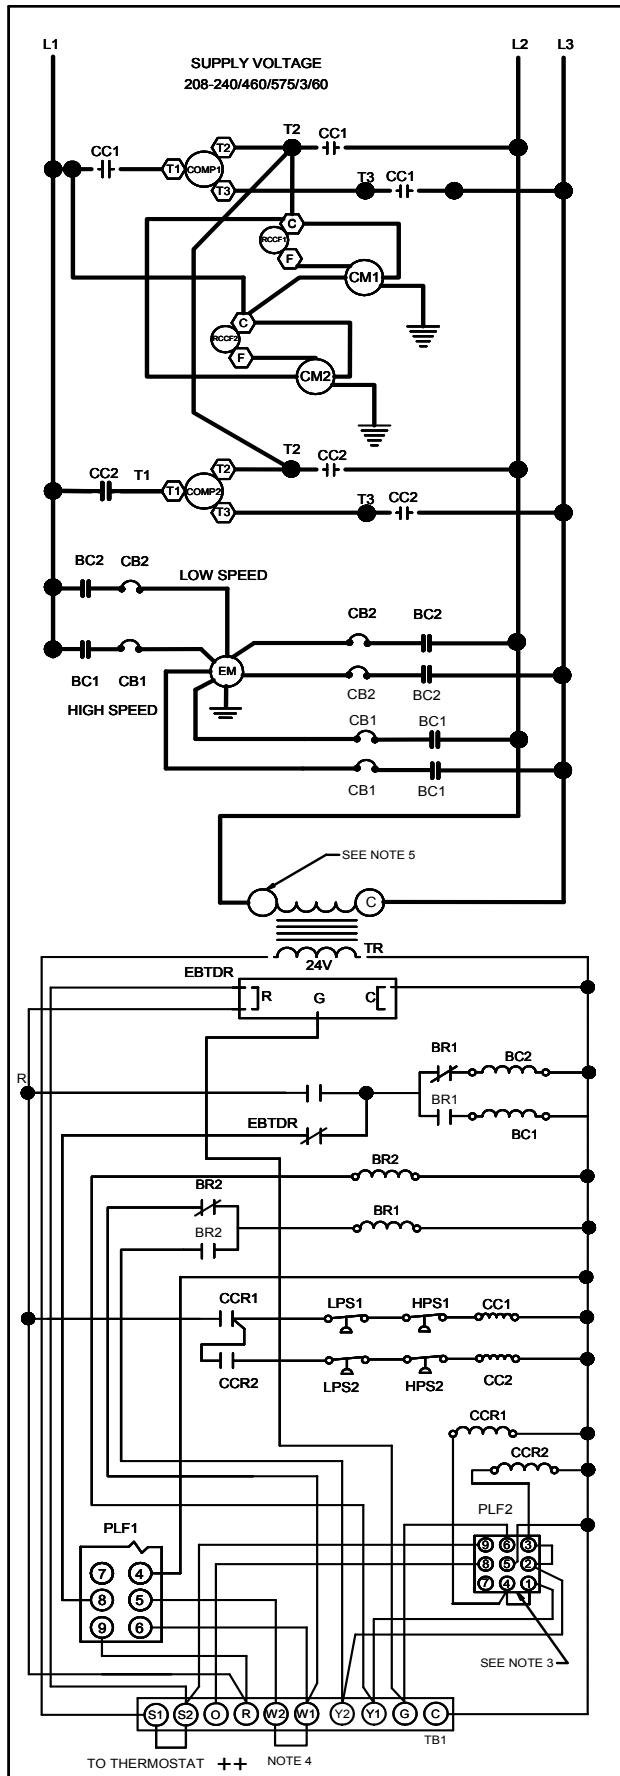 L1 L2 L3
SUPPLY VOLTAGE
208-240/460/575/3/60
T2
CC1
CC1 T2
T1 COMP1
T3 CC1
T3
C
RCCF1
F
CM1
C
RCCF2
F
CM2
T2 CC2
CC2 T1 T2
T1 COMP2
T3 CC2
T3
BC2 CB2 LOW SPEED
CB2 BC2
EM
BC1 CB1
CB2 BC2
HIGH SPEED
CB1 BC1
CB1 BC1
SEE NOTE 5
C
TR
24V
EBTDR
R G C
BR1 BC2
R
BR1
BC1
EBTDR
BR2
BR2
BR1
BR2
CCR1 LPS1 HPS1 CC1
CCR2 LPS2 HPS2 CC2
CCR1
CCR2
PLF2
PLF1
9 6 3
8 5 2
7 4 1
7 4
8 5
9 6
SEE NOTE 3
S1 S2 O R W2 W1 Y2 Y1 G C
TB1
TO THERMOSTAT ++ NOTE 4